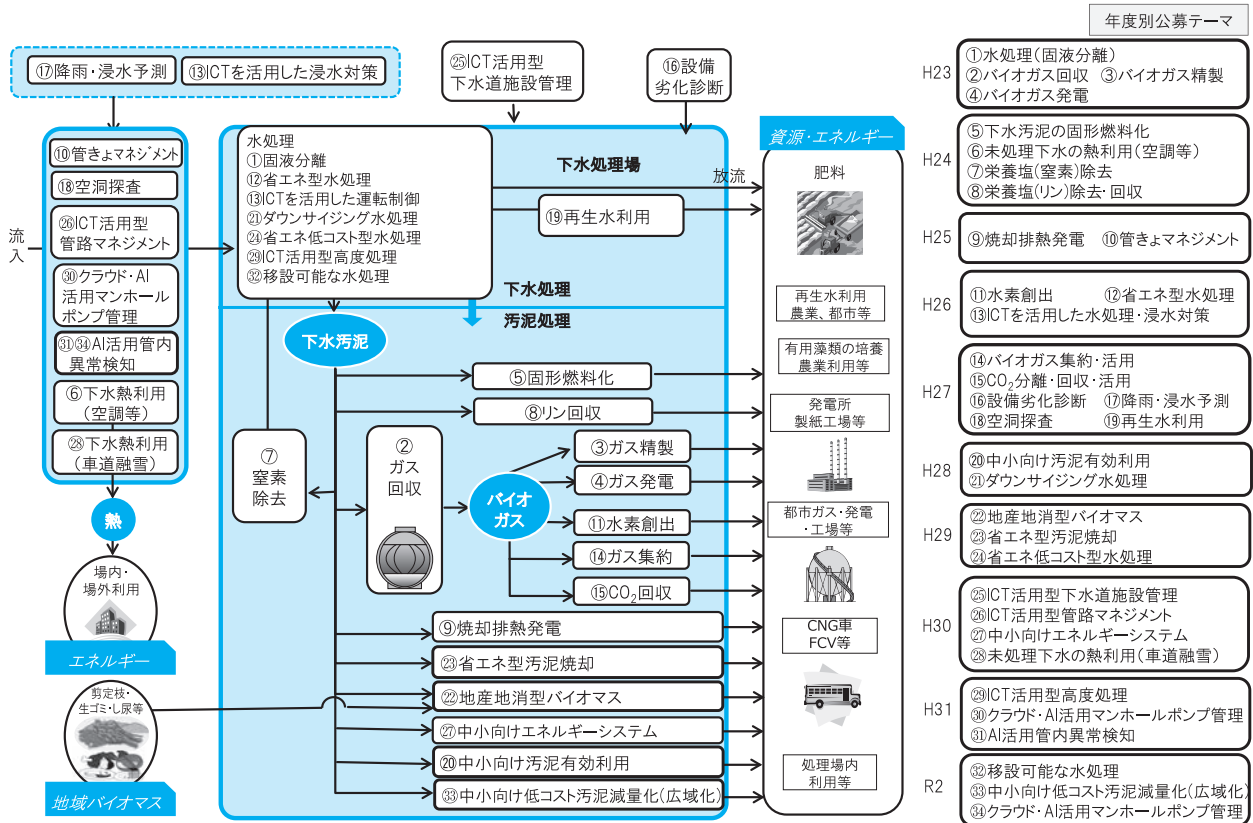 年度別公募テーマ
⑰降雨・浸水予測
⑬ICTを活用した浸水対策
㉕ICT活用型
下水道施設管理
⑯設備
劣化診断
流
入
⑩管きょマネジメント
⑱空洞探査
㉖ICT活用型
管路マネジメント
㉚クラウド・AI
活用マンホール
ポンプ管理
㉛㉞AI活用管内
異常検知
⑥下水熱利用
(空調等)
㉘下水熱利用
(車道融雪)
熱
場内・
場外利用
エネルギー
剪定枝・
生ゴミ・し尿等
地域バイオマス
水処理
①固液分離
⑫省エネ型水処理
⑬ICTを活用した運転制御
㉑ダウンサイジング水処理
㉔省エネ低コスト型水処理
㉙ICT活用型高度処理
㉜移設可能な水処理
下水処理場
放流
⑲再生水利用
下水処理
汚泥処理
下水汚泥
⑤固形燃料化
⑧リン回収
⑦
窒素
除去
②
ガス
回収
バイオ
ガス
③ガス精製
④ガス発電
⑪水素創出
⑭ガス集約
⑮CO₂回収
⑨焼却排熱発電
㉓省エネ型汚泥焼却
㉒地産地消型バイオマス
㉗中小向けエネルギーシステム
⑳中小向け汚泥有効利用
㉝中小向け低コスト汚泥減量化(広域化)
資源・エネルギー
肥料
再生水利用
農業、都市等
有用藻類の培養
農業利用等
発電所
製紙工場等
都市ガス・発電
・工場等
CNG車
FCV等
処理場内
利用等
H23
①水処理(固液分離)
②バイオガス回収 ③バイオガス精製
④バイオガス発電
H24
⑤下水汚泥の固形燃料化
⑥未処理下水の熱利用(空調等)
⑦栄養塩(窒素)除去
⑧栄養塩(リン)除去・回収
H25
⑨焼却排熱発電 ⑩管きょマネジメント
H26
⑪水素創出 ⑫省エネ型水処理
⑬ICTを活用した水処理・浸水対策
H27
⑭バイオガス集約・活用
⑮CO₂分離・回収・活用
⑯設備劣化診断 ⑰降雨・浸水予測
⑱空洞探査 ⑲再生水利用
H28
⑳中小向け汚泥有効利用
㉑ダウンサイジング水処理
H29
㉒地産地消型バイオマス
㉓省エネ型汚泥焼却
㉔省エネ低コスト型水処理
H30
㉕ICT活用型下水道施設管理
㉖ICT活用型管路マネジメント
㉗中小向けエネルギーシステム
㉘未処理下水の熱利用(車道融雪)
H31
㉙ICT活用型高度処理
㉚クラウド・AI活用マンホールポンプ管理
㉛AI活用管内異常検知
R2
㉜移設可能な水処理
㉝中小向け低コスト汚泥減量化(広域化)
㉞クラウド・AI活用マンホールポンプ管理